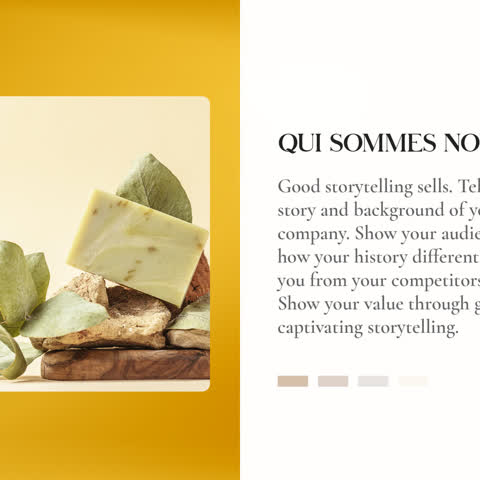 QUI SOMMES NO
Good storytelling sells. Tel
story and background of yo
company. Show your audie
how your history different
you from your competitors
Show your value through g
captivating storytelling.